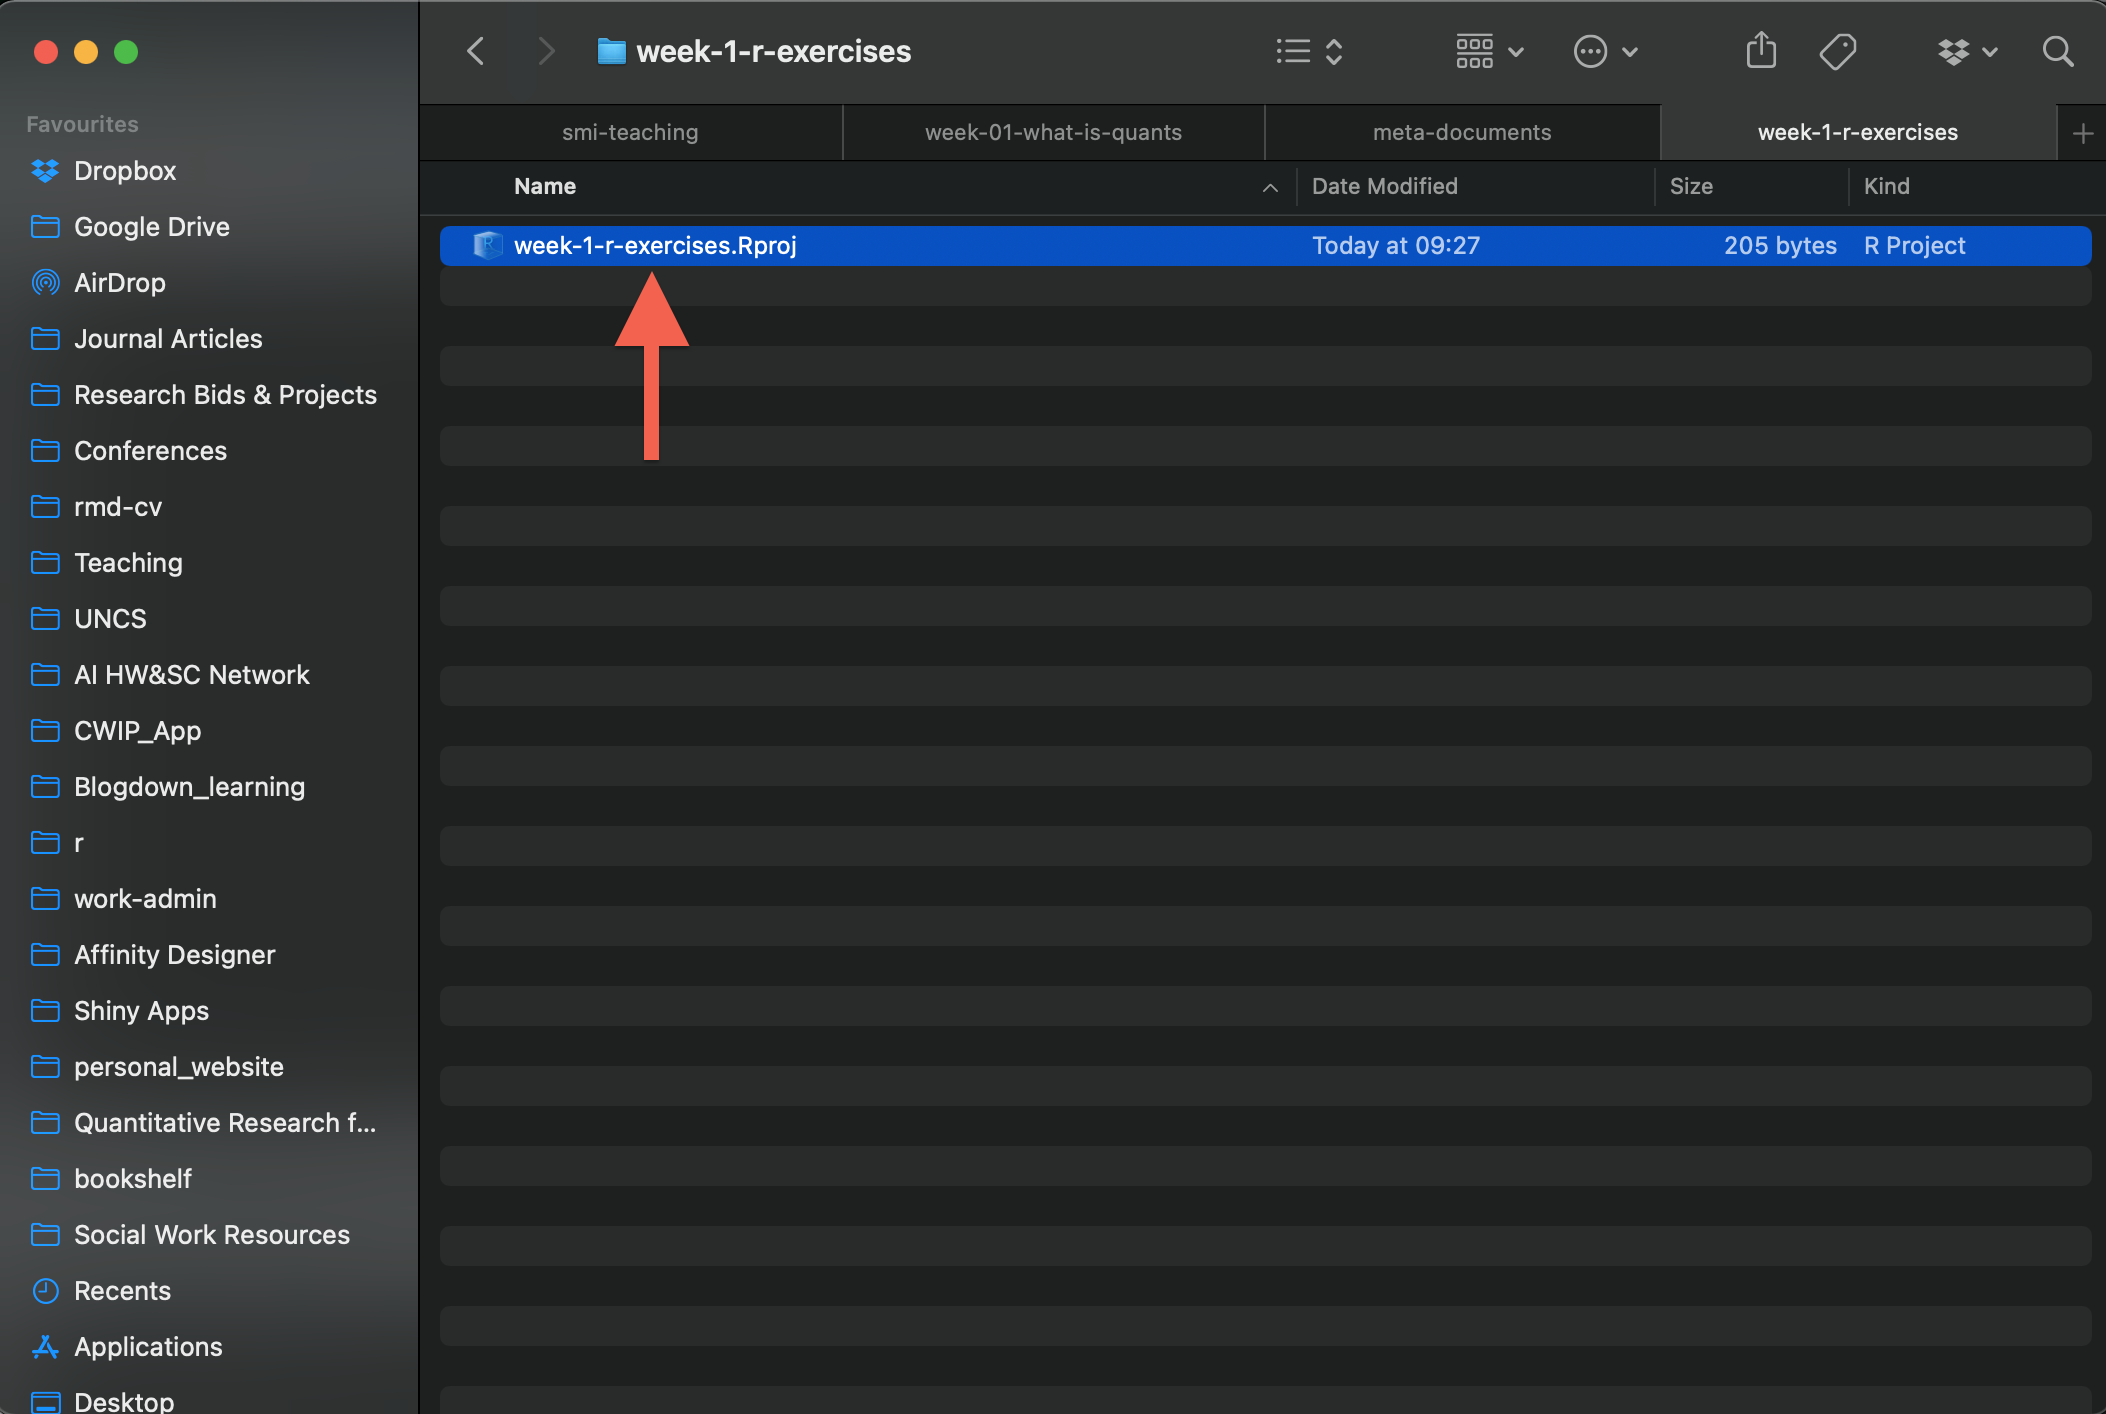 week-1-r-exercises
smi-teaching
week-01-what-is-quants
meta-documents
week-1-r-exercises
Name
Date Modified
Size
Kind
week-1-r-exercises.Rproj
Today at 09:27
205 bytes
R Project
Favourites
Dropbox
Google Drive
AirDrop
Journal Articles
Research Bids & Projects
Conferences
rmd-cv
Teaching
UNCS
AI HW&SC Network
CWIP_App
Blogdown_learning
r
work-admin
Affinity Designer
Shiny Apps
personal_website
Quantitative Research f...
bookshelf
Social Work Resources
Recents
Applications
Desktop